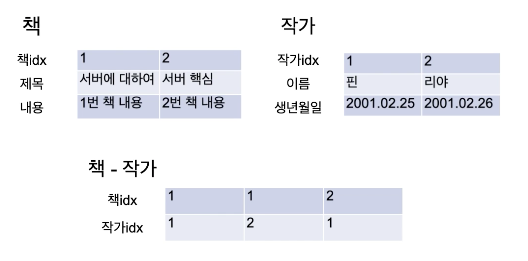 책
책idx 1 2
제목 서버에 대하여 서버 핵심
내용 1번 책 내용 2번 책 내용
작가
작가idx 1 2
이름 핀 리야
생년월일 2001.02.25 2001.02.26
책 - 작가
책idx 1 1 2
작가idx 1 2 1